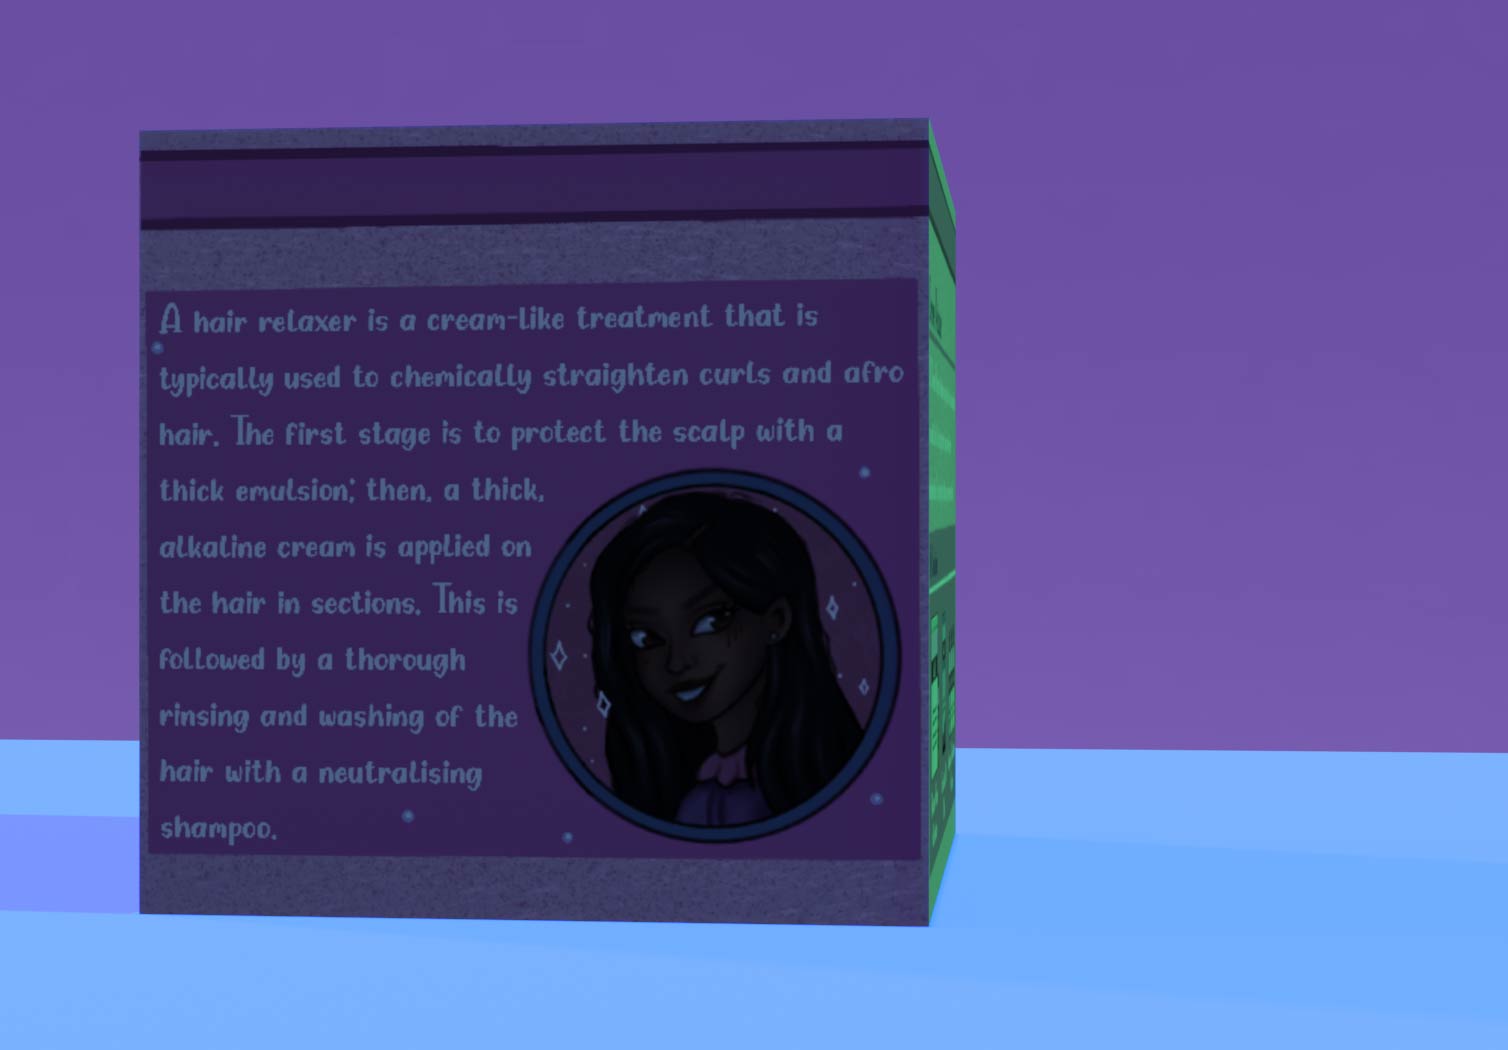 A hair relaxer is a cream-like treatment that is
typically used to chemically straighten curls and afro
hair. The first stage is to protect the scalp with a
thick emulsion; then, a thick,
alkaline cream is applied on
the hair in sections. This is
followed by a thorough
rinsing and washing of the
hair with a neutralising
shampoo.